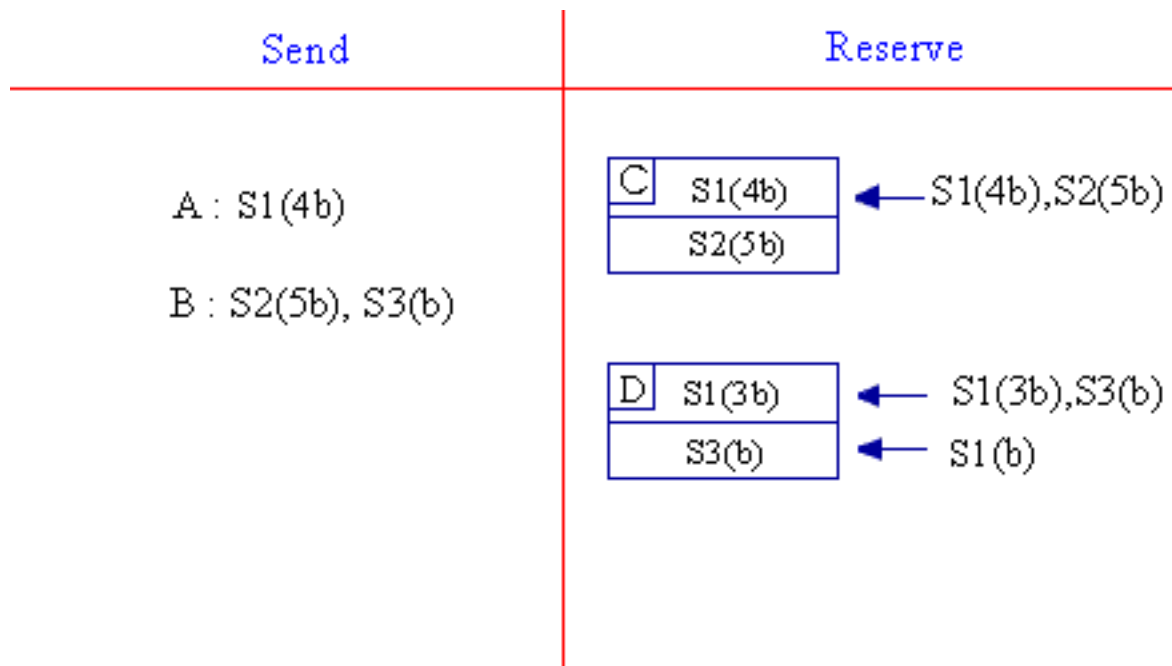 Send
Reserve
A : S1(4b)
B : S2(5b), S3(b)
C
S1(4b)
S1(4b),S2(5b)
S2(5b)
D
S1(3b)
S1(3b),S3(b)
S3(b)
S1(b)